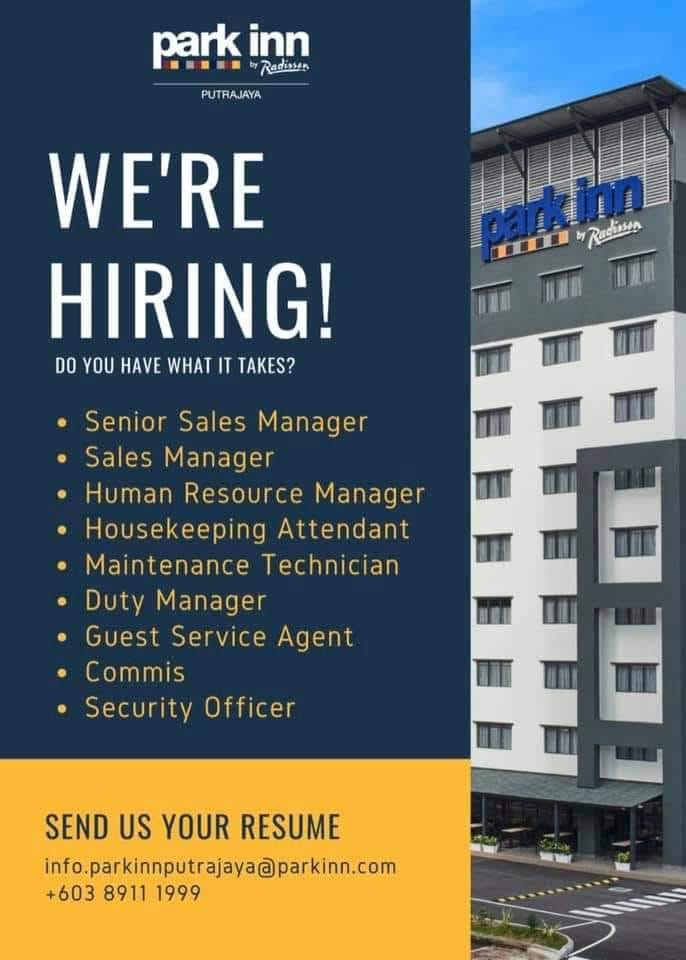 park inn
by Radisson
PUTRAJAYA
WE'RE
HIRING!
DO YOU HAVE WHAT IT TAKES?
• Senior Sales Manager
• Sales Manager
• Human Resource Manager
• Housekeeping Attendant
• Maintenance Technician
• Duty Manager
• Guest Service Agent
• Commis
• Security Officer
SEND US YOUR RESUME
info.parkinnputrajaya@parkinn.com
+603 8911 1999
park inn
by Radisson